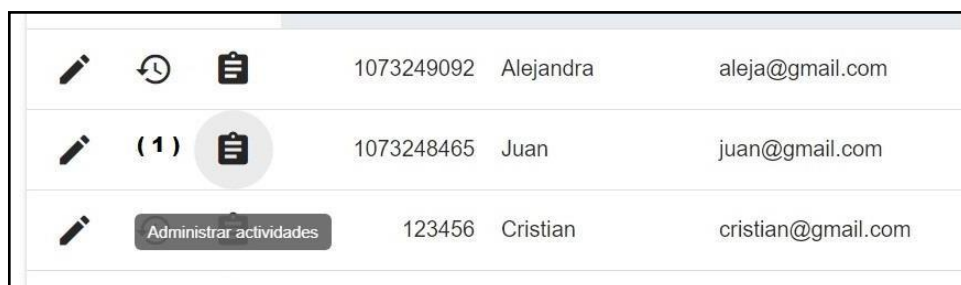 1073249092 Alejandra aleja@gmail.com
( 1 ) 1073248465 Juan juan@gmail.com
Administrar actividades 123456 Cristian cristian@gmail.com